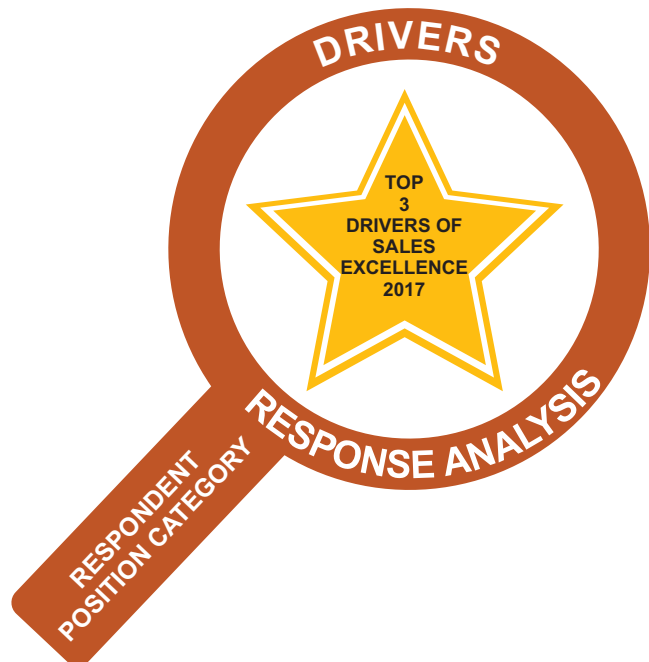 DRIVERS
TOP
3
DRIVERS OF
SALES
EXCELLENCE
2017
RESPONSE ANALYSIS
RESPONDENT
POSITION CATEGORY